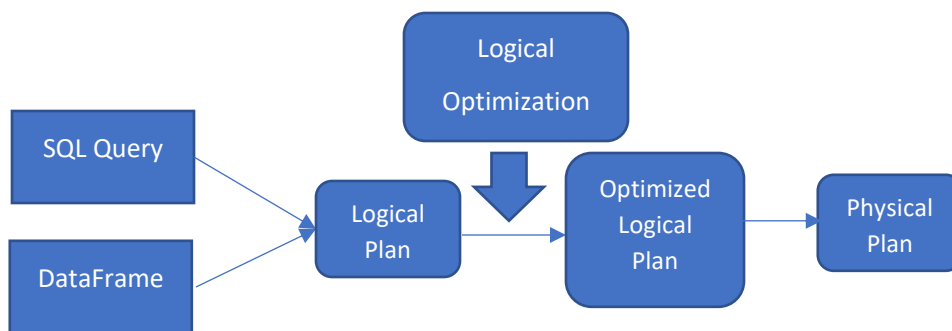 Logical
Optimization
SQL Query
DataFrame
Logical
Plan
Optimized
Logical
Plan
Physical
Plan